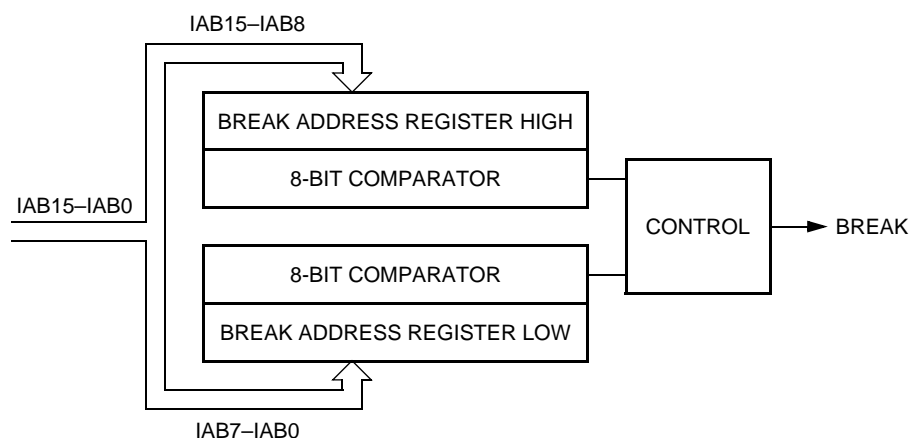 IAB15–IAB8
BREAK ADDRESS REGISTER HIGH
8-BIT COMPARATOR
IAB15–IAB0
CONTROL
BREAK
8-BIT COMPARATOR
BREAK ADDRESS REGISTER LOW
IAB7–IAB0